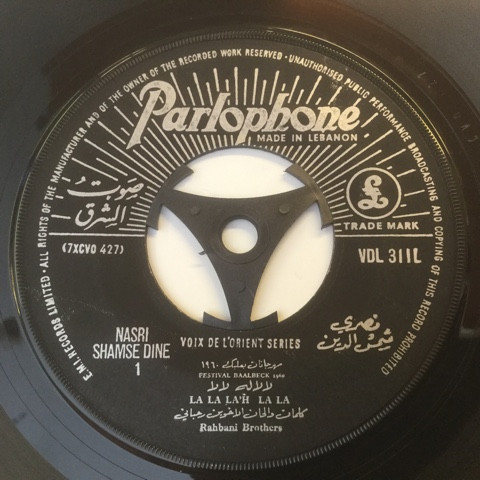 · ALL RIGHTS OF THE MANUFACTURER AND OF THE OWNER OF THE RECORDED WORK RESERVED · UNAUTHORISED PUBLIC PERFORMANCE BROADCASTING AND COPYING OF THIS RECORD PROHIBITED
E.M.I. RECORDS LIMITED
Parlophone
MADE IN LEBANON
صوت الشرق
£
TRADE MARK
(7XCVO 427)
VDL 311L
NASRI
SHAMSE DINE
1
VOIX DE L'ORIENT SERIES
نصري
شمس الدين
مهرجانات بعلبك ١٩٦٠
FESTIVAL BAALBECK 1960
لالاله لالا
LA LA LA'H LA LA
كلمات والحان الاخوين رحباني
Rahbani Brothers